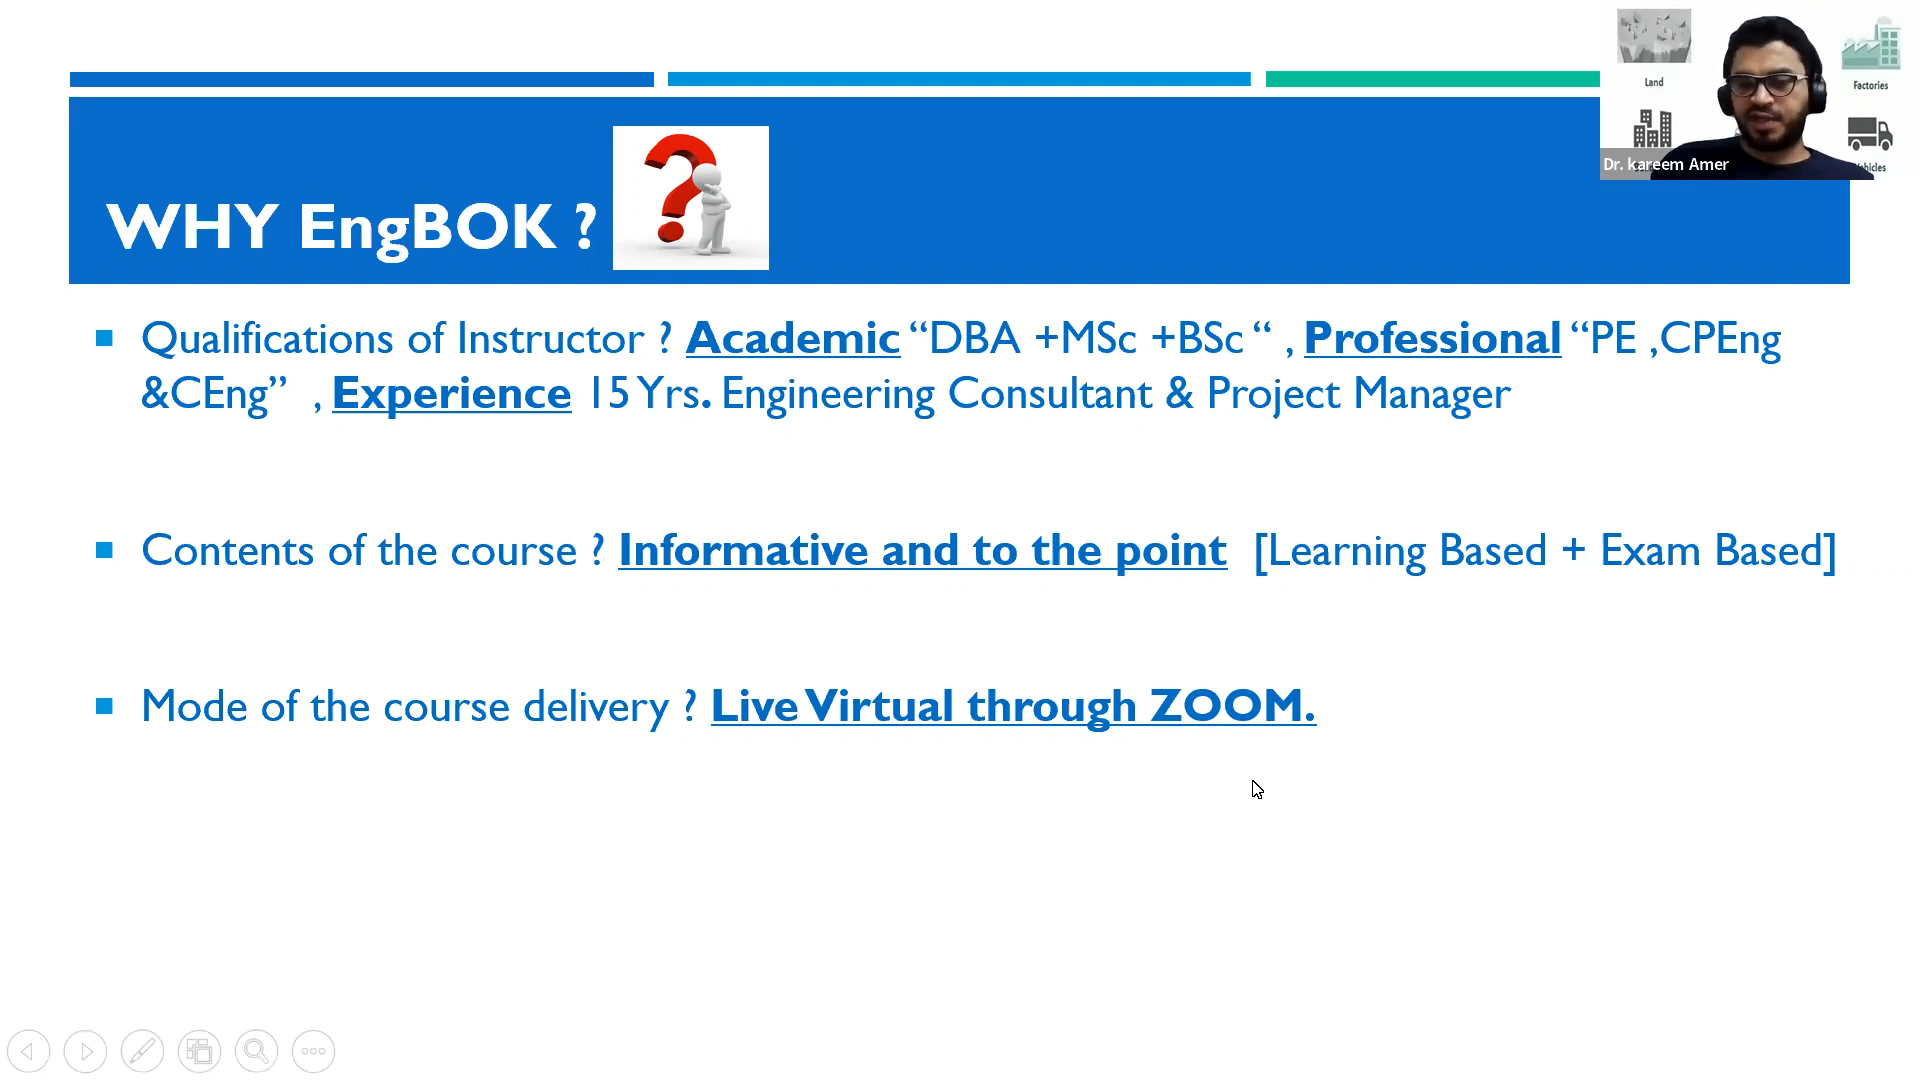 Land
Factories
Dr. kareem Amer
WHY EngBOK ?
Qualifications of Instructor ? Academic “DBA +MSc +BSc “ , Professional “PE ,CPEng
&CEng” , Experience 15 Yrs. Engineering Consultant & Project Manager
Contents of the course ? Informative and to the point [Learning Based + Exam Based]
Mode of the course delivery ? Live Virtual through ZOOM.